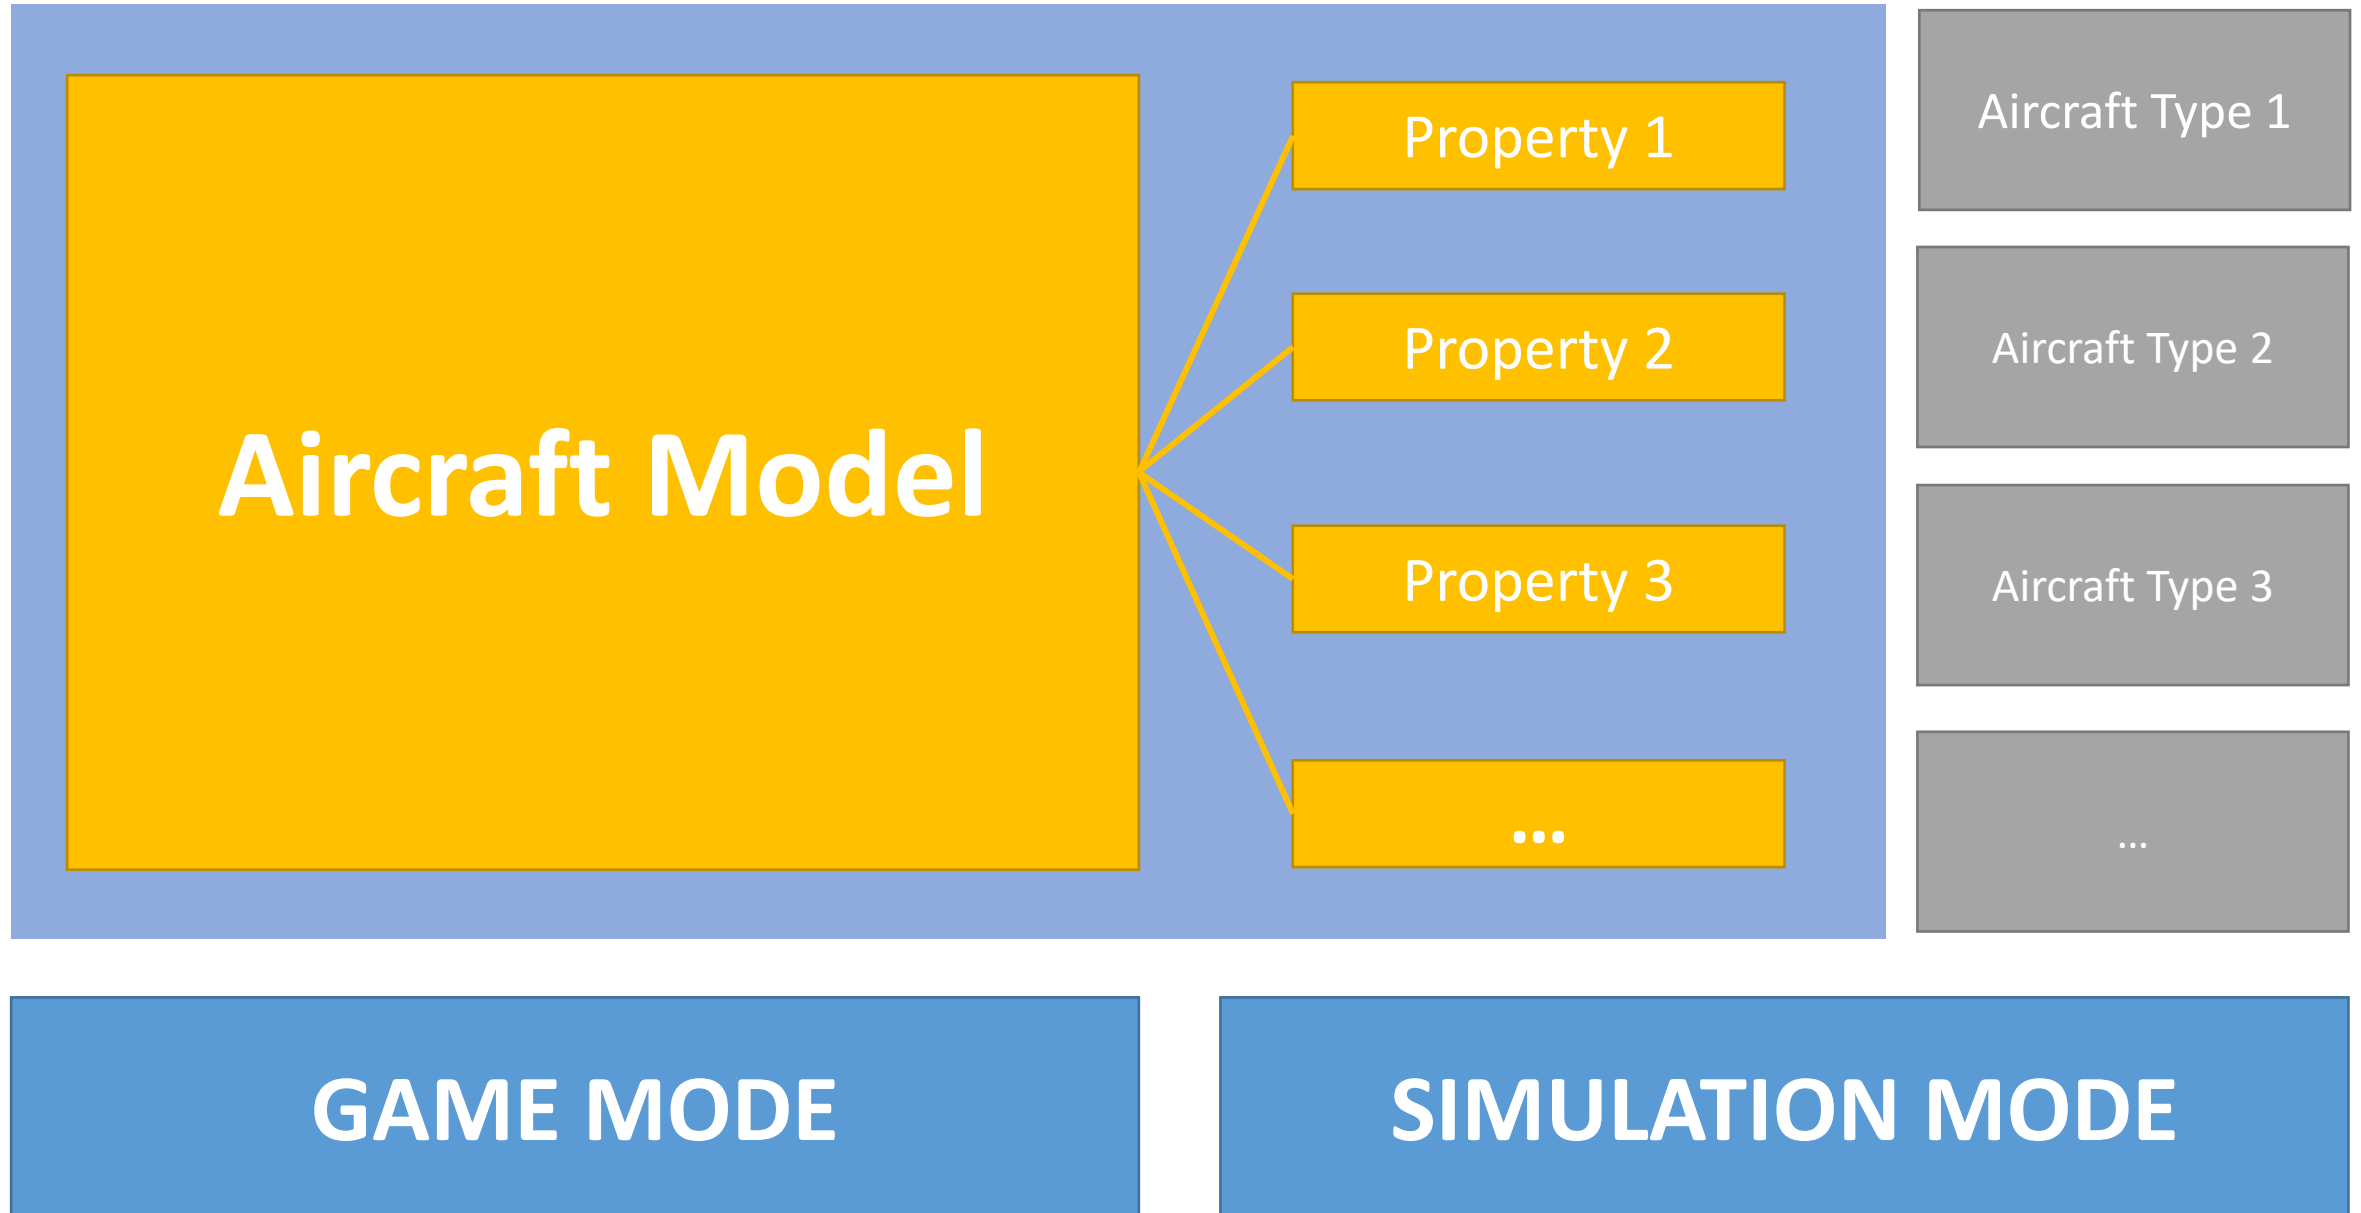 Aircraft Model
Property 1
Property 2
Property 3
...
Aircraft Type 1
Aircraft Type 2
Aircraft Type 3
...
GAME MODE
SIMULATION MODE